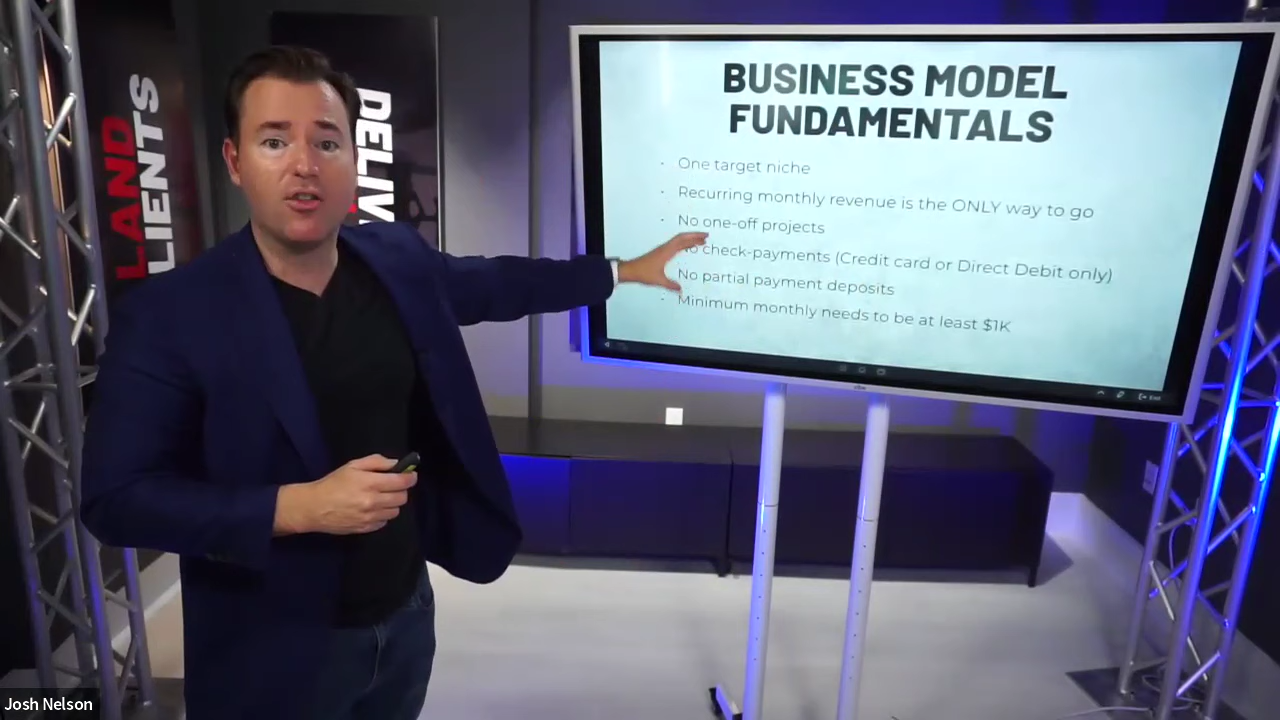 LAND
LIENTS
DELIV
BUSINESS MODEL
FUNDAMENTALS
· One target niche
· Recurring monthly revenue is the ONLY way to go
· No one-off projects
No check-payments (Credit card or Direct Debit only)
No partial payment deposits
· Minimum monthly needs to be at least $1K
Exit
Josh Nelson